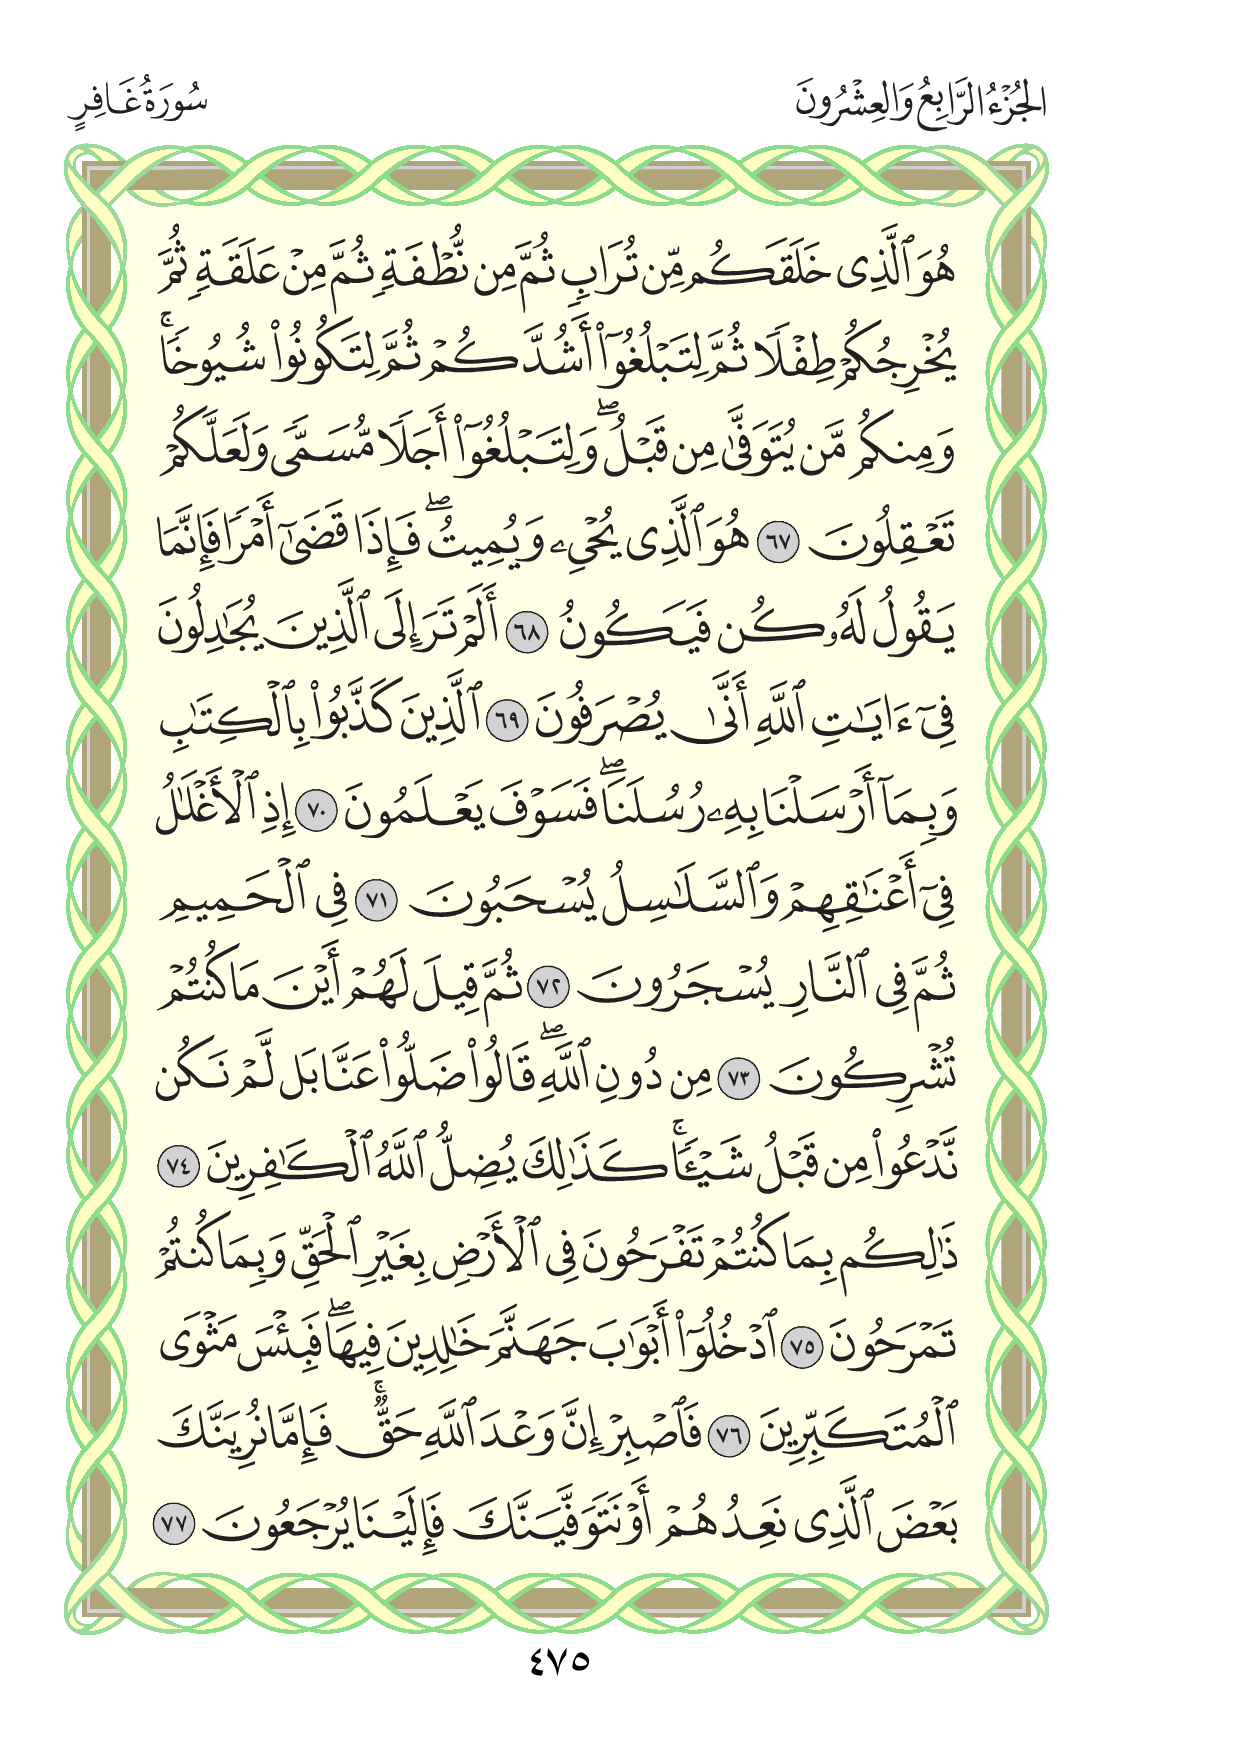 الجُزْءُ الرَّابِعُ وَالعِشْرُونَ
سُورَةُ غَافِرٍ
هُوَ ٱلَّذِى خَلَقَكُم مِّن تُرَابٍ ثُمَّ مِن نُّطْفَةٍ ثُمَّ مِنْ عَلَقَةٍ ثُمَّ
يُخْرِجُكُمْ طِفْلًا ثُمَّ لِتَبْلُغُوٓا۟ أَشُدَّكُمْ ثُمَّ لِتَكُونُوا۟ شُيُوخًاۚ
وَمِنكُم مَّن يُتَوَفَّىٰ مِن قَبْلُۖ وَلِتَبْلُغُوٓا۟ أَجَلًا مُّسَمًّى وَلَعَلَّكُمْ
تَعْقِلُونَ ٦٧ هُوَ ٱلَّذِى يُحْىِۦ وَيُمِيتُۖ فَإِذَا قَضَىٰٓ أَمْرًا فَإِنَّمَا
يَقُولُ لَهُۥ كُن فَيَكُونُ ٦٨ أَلَمْ تَرَ إِلَى ٱلَّذِينَ يُجَٰدِلُونَ
فِىٓ ءَايَٰتِ ٱللَّهِ أَنَّىٰ يُصْرَفُونَ ٦٩ ٱلَّذِينَ كَذَّبُوا۟ بِٱلْكِتَٰبِ
وَبِمَآ أَرْسَلْنَا بِهِۦ رُسُلَنَاۖ فَسَوْفَ يَعْلَمُونَ ٧٠ إِذِ ٱلْأَغْلَٰلُ
فِىٓ أَعْنَٰقِهِمْ وَٱلسَّلَٰسِلُ يُسْحَبُونَ ٧١ فِى ٱلْحَمِيمِ
ثُمَّ فِى ٱلنَّارِ يُسْجَرُونَ ٧٢ ثُمَّ قِيلَ لَهُمْ أَيْنَ مَا كُنتُمْ
تُشْرِكُونَ ٧٣ مِن دُونِ ٱللَّهِۖ قَالُوا۟ ضَلُّوا۟ عَنَّا بَل لَّمْ نَكُن
نَّدْعُوا۟ مِن قَبْلُ شَيْـًٔاۚ كَذَٰلِكَ يُضِلُّ ٱللَّهُ ٱلْكَٰفِرِينَ ٧٤
ذَٰلِكُم بِمَا كُنتُمْ تَفْرَحُونَ فِى ٱلْأَرْضِ بِغَيْرِ ٱلْحَقِّ وَبِمَا كُنتُمْ
تَمْرَحُونَ ٧٥ ٱدْخُلُوٓا۟ أَبْوَٰبَ جَهَنَّمَ خَٰلِدِينَ فِيهَاۖ فَبِئْسَ مَثْوَى
ٱلْمُتَكَبِّرِينَ ٧٦ فَٱصْبِرْ إِنَّ وَعْدَ ٱللَّهِ حَقٌّۚ فَإِمَّا نُرِيَنَّكَ
بَعْضَ ٱلَّذِى نَعِدُهُمْ أَوْ نَتَوَفَّيَنَّكَ فَإِلَيْنَا يُرْجَعُونَ ٧٧
٤٧٥